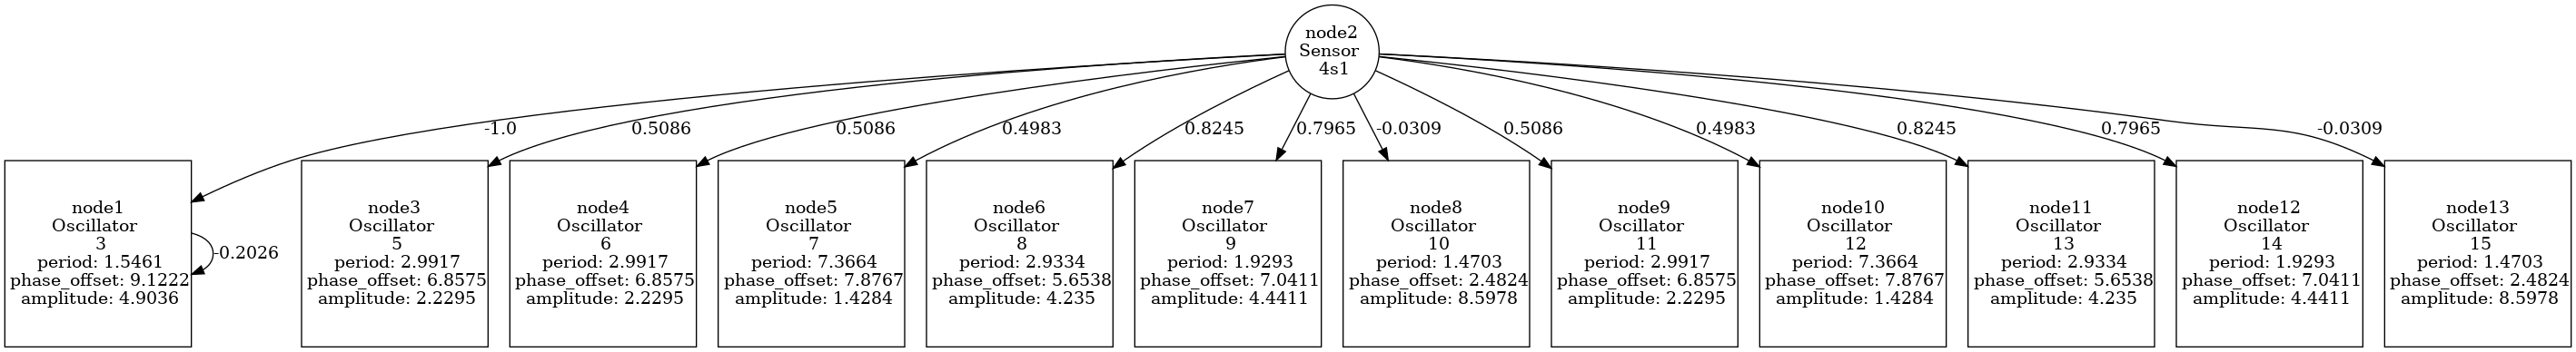 node2
Sensor
4s1
-1.0
0.5086
0.5086
0.4983
0.8245
0.7965
-0.0309
0.5086
0.4983
0.8245
0.7965
-0.0309
node1
Oscillator
3
period: 1.5461
phase_offset: 9.1222
amplitude: 4.9036
-0.2026
node3
Oscillator
5
period: 2.9917
phase_offset: 6.8575
amplitude: 2.2295
node4
Oscillator
6
period: 2.9917
phase_offset: 6.8575
amplitude: 2.2295
node5
Oscillator
7
period: 7.3664
phase_offset: 7.8767
amplitude: 1.4284
node6
Oscillator
8
period: 2.9334
phase_offset: 5.6538
amplitude: 4.235
node7
Oscillator
9
period: 1.9293
phase_offset: 7.0411
amplitude: 4.4411
node8
Oscillator
10
period: 1.4703
phase_offset: 2.4824
amplitude: 8.5978
node9
Oscillator
11
period: 2.9917
phase_offset: 6.8575
amplitude: 2.2295
node10
Oscillator
12
period: 7.3664
phase_offset: 7.8767
amplitude: 1.4284
node11
Oscillator
13
period: 2.9334
phase_offset: 5.6538
amplitude: 4.235
node12
Oscillator
14
period: 1.9293
phase_offset: 7.0411
amplitude: 4.4411
node13
Oscillator
15
period: 1.4703
phase_offset: 2.4824
amplitude: 8.5978